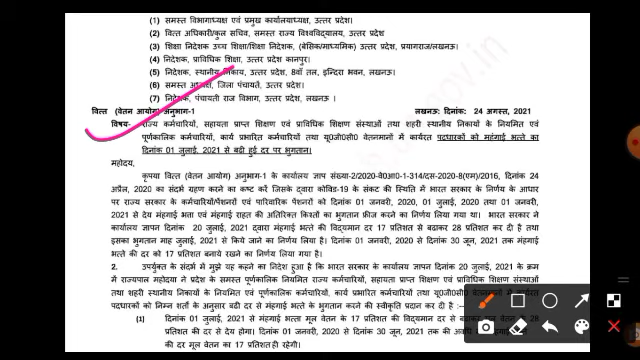 (1) समस्त विभागाध्यक्ष एवं प्रमुख कार्यालयाध्यक्ष, उत्तर प्रदेश।
(2) वित्त अधिकारी/कुल सचिव, समस्त राज्य विश्वविद्यालय, उत्तर प्रदेश।
(3) शिक्षा निदेशक उच्च शिक्षा/शिक्षा निदेशक, (बेसिक/माध्यमिक) उत्तर प्रदेश, प्रयागराज/लखनऊ।
(4) निदेशक, प्राविधिक शिक्षा, उत्तर प्रदेश कानपुर।
(5) निदेशक, स्थानीय निकाय, उत्तर प्रदेश, 8वाँ तल, इन्दिरा भवन, लखनऊ।
(6) समस्त अध्यक्ष, जिला पंचायते, उत्तर प्रदेश।
(7) निदेशक, पंचायती राज विभाग, उत्तर प्रदेश, लखनऊ ।
वित्त (वेतन आयोग) अनुभाग-1 लखनऊः दिनांकः 24 अगस्त, 2021
विषयः- राज्य कर्मचारियों, सहायता प्राप्त शिक्षण एवं प्राविधिक शिक्षण संस्थाओं तथा शहरी स्थानीय निकायों के नियमित एवं
पूर्णकालिक कर्मचारियों, कार्य प्रभारित कर्मचारियों तथा यू0जी0सी0 वेतनमानों में कार्यरत पदधारकों को महंगाई भत्ते का
दिनांक 01 जुलाई, 2021 से बढ़ी हुई दर पर भुगतान।
महोदय,
कृपया वित्त (वेतन आयोग) अनुभाग-1 के कार्यालय ज्ञाप संख्या-2/2020-वे0आ0-1-314/दस-2020-8(एम)/2016, दिनांक 24
अप्रैल, 2020 का संदर्भ ग्रहण करने का कष्ट करें जिसके द्वारा कोविड-19 के संकट की स्थिति में भारत सरकार के निर्णय के आधार
पर राज्य सरकार के कर्मचारियों/पेंशनरों एवं पारिवारिक पेंशनरों को दिनांक 01 जनवरी, 2020, 01 जुलाई, 2020 तथा 01 जनवरी,
2021 से देय मंहगाई भत्ता एवं मंहगाई राहत की अतिरिक्त किश्तों का भुगतान फ्रीज करने का निर्णय लिया गया था। भारत सरकार ने
कार्यालय ज्ञापन दिनांक 20 जुलाई, 2021 द्वारा मंहगाई भत्ते की विद्यमान दर 17 प्रतिशत से बढाकर 28 प्रतिशत कर दी है तथा
इसका भुगतान माह जुलाई, 2021 से किये जाने का निर्णय लिया है। दिनांक 01 जनवरी, 2020 से दिनांक 30 जून, 2021 तक मंहगाई
भत्ते की दर को 17 प्रतिशत बनाये रखने का निर्णय लिया गया है।
2. उपर्युक्त के संदर्भ में मुझे यह कहने का निदेश हुआ है कि भारत सरकार के कार्यालय ज्ञापन दिनांक 20 जुलाई, 2021 के क्रम
में राज्यपाल महोदया ने प्रदेश के समस्त पूर्णकालिक नियमित राज्य कर्मचारियों, सहायता प्राप्त शिक्षण एवं प्राविधिक शिक्षण संस्थाओं
तथा शहरी स्थानीय निकायों के नियमित एवं पूर्णकालिक कर्मचारियों, कार्य प्रभारित कर्मचारियों तथा यू0जी0सी0 वेतनमानों में कार्यरत
पदधारकों को निम्न शर्तों के अनुसार बढी दर से मंहगाई भत्ते के भुगतान करने की स्वीकृति प्रदान कर दी है :—
(1) दिनांक 01 जुलाई, 2021 से मंहगाई भत्ता मूल वेतन के 17 प्रतिशत की दर से बढाकर मूल वेतन के 28
प्रतिशत की दर से देय होगा। दिनांक 01 जनवरी, 2020 से दिनांक 30 जून, 2021 तक की अवधि
की दर मूल वेतन का 17 प्रतिशत ही रहेगी।